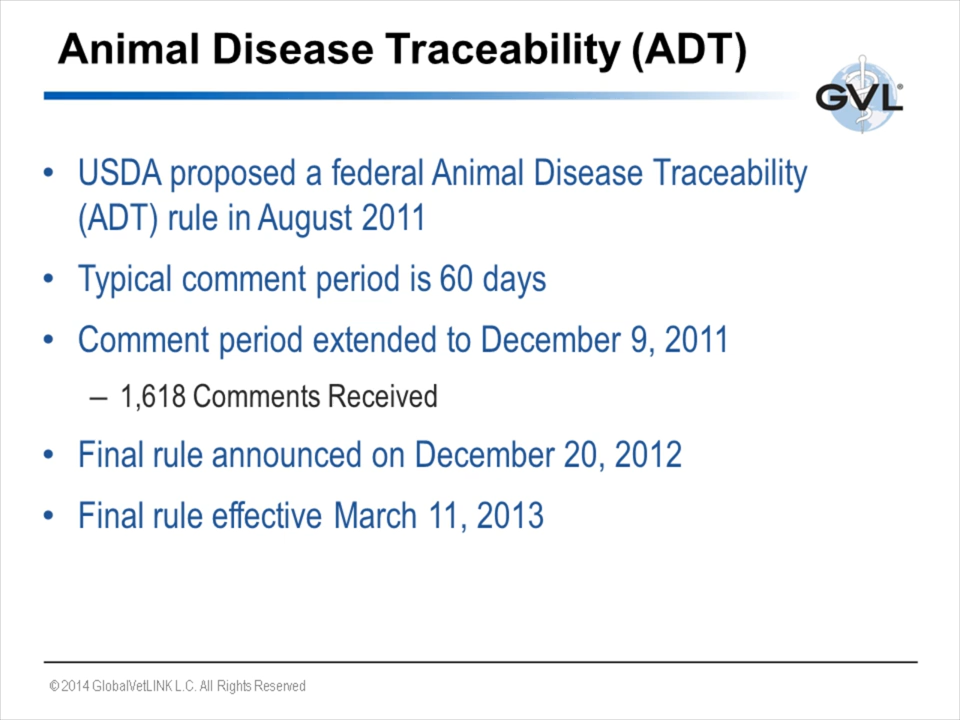 Animal Disease Traceability (ADT)
GVL®
• USDA proposed a federal Animal Disease Traceability
(ADT) rule in August 2011
• Typical comment period is 60 days
• Comment period extended to December 9, 2011
– 1,618 Comments Received
• Final rule announced on December 20, 2012
• Final rule effective March 11, 2013
© 2014 GlobalVetLINK L.C. All Rights Reserved